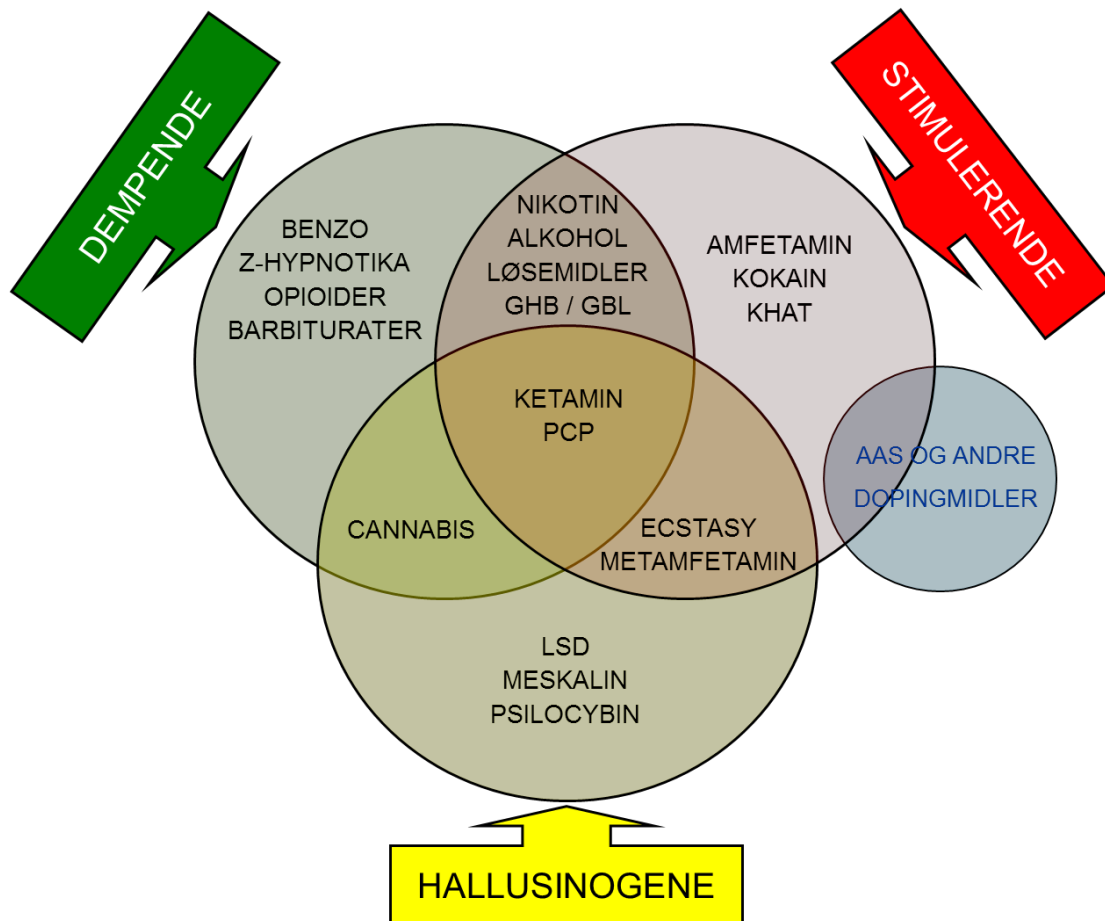 DEMPENDE
STIMULERENDE
BENZO
Z-HYPNOTIKA
OPIOIDER
BARBITURATER
NIKOTIN
ALKOHOL
LØSEMIDLER
GHB / GBL
AMFETAMIN
KOKAIN
KHAT
KETAMIN
PCP
AAS OG ANDRE
DOPINGMIDLER
CANNABIS
ECSTASY
METAMFETAMIN
LSD
MESKALIN
PSILOCYBIN
HALLUSINOGENE